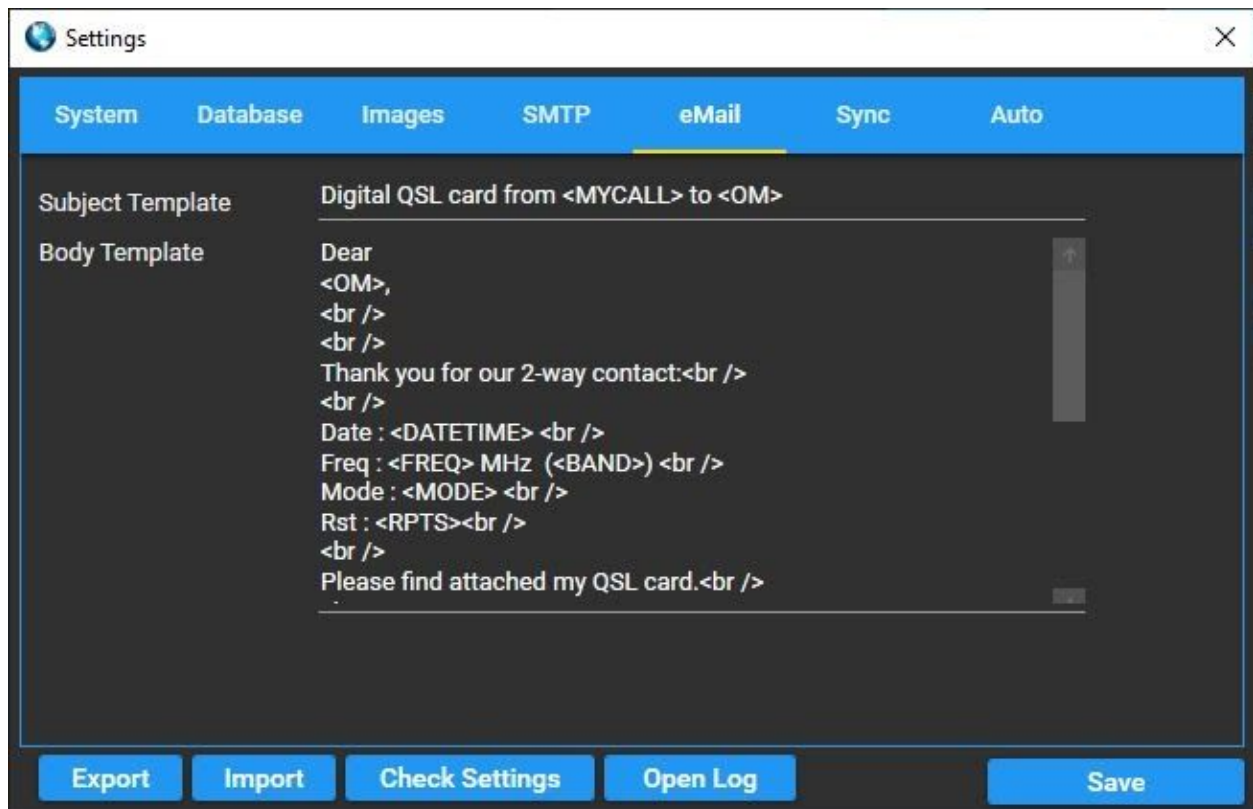 Settings
System Database Images SMTP eMail Sync Auto
Subject Template Digital QSL card from <MYCALL> to <OM>
Body Template Dear
<OM>,
<br />
<br />
Thank you for our 2-way contact:<br />
<br />
Date : <DATETIME> <br />
Freq : <FREQ> MHz  (<BAND>) <br />
Mode : <MODE> <br />
Rst : <RPTS><br />
<br />
Please find attached my QSL card.<br />
Export Import Check Settings Open Log Save